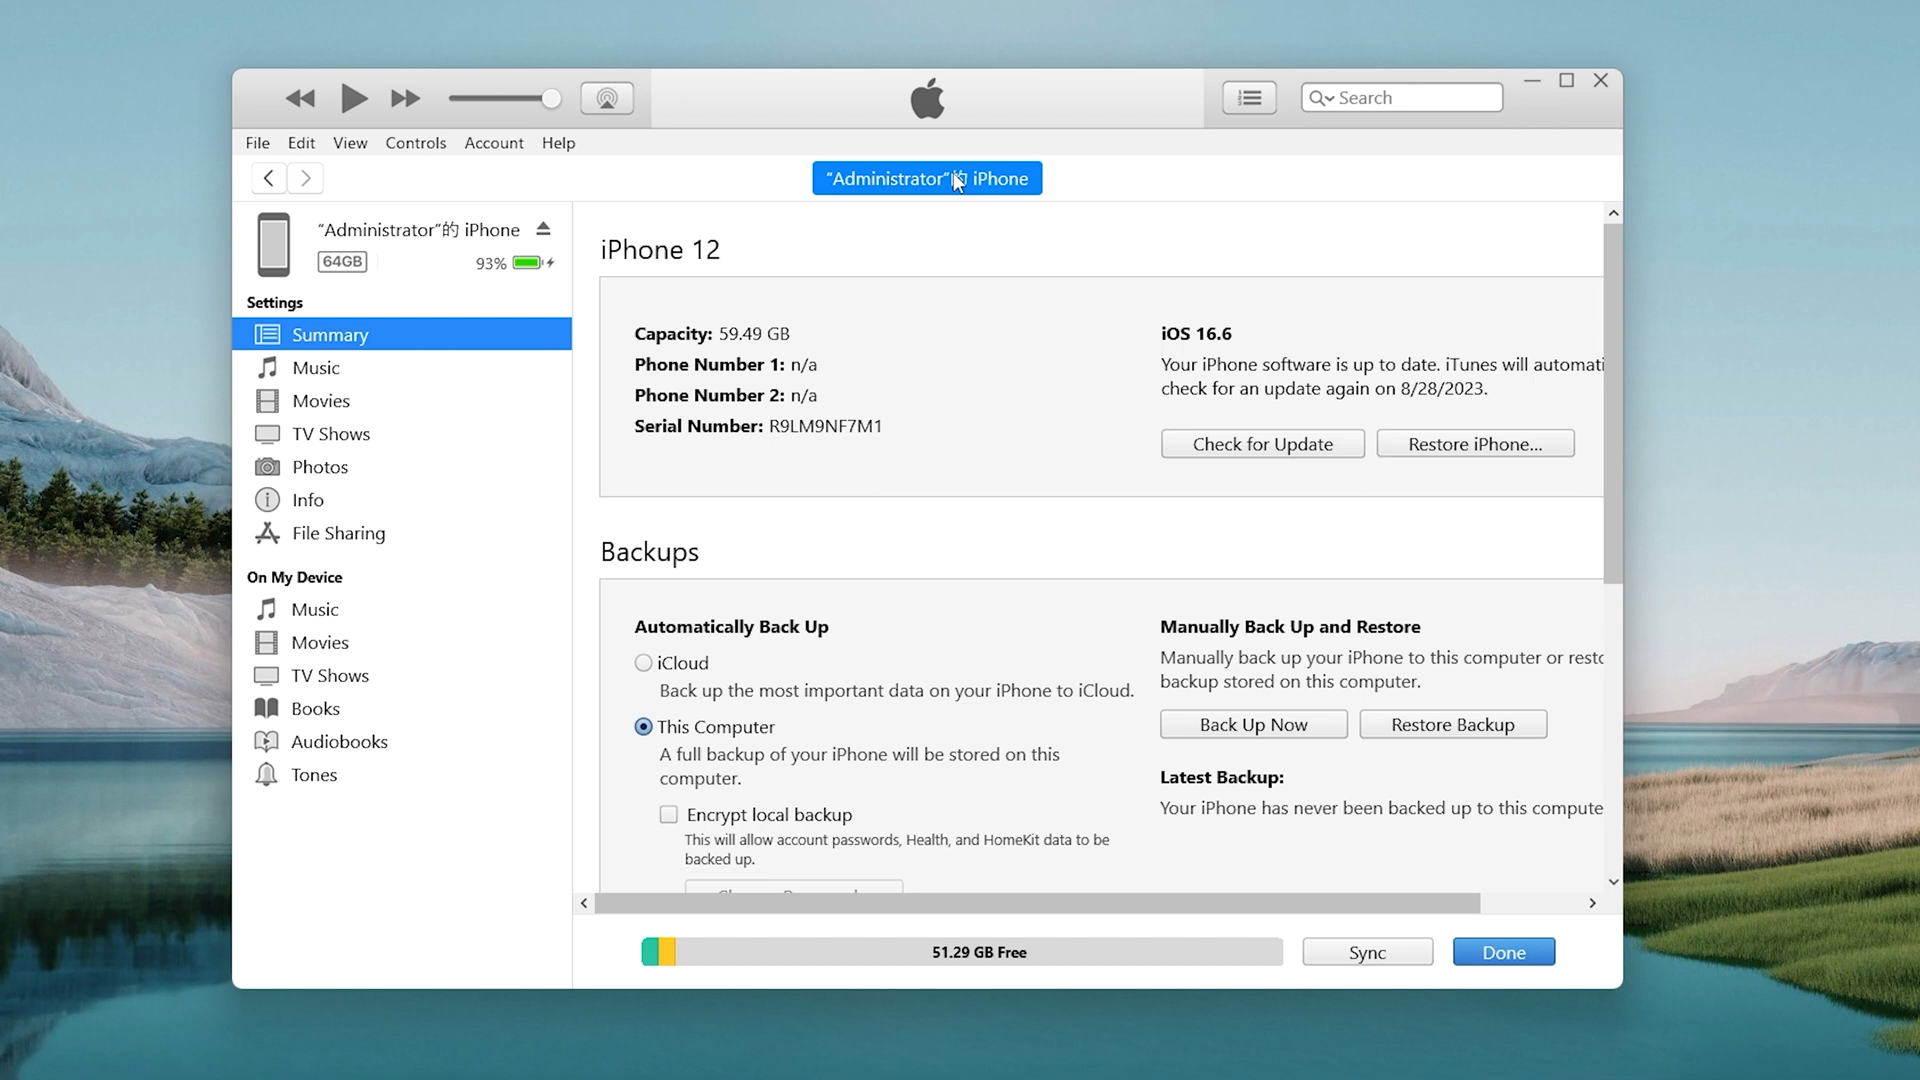 Search
File Edit View Controls Account Help
“Administrator”的 iPhone
“Administrator”的 iPhone
64GB 93%
Settings
Summary
Music
Movies
TV Shows
Photos
Info
File Sharing
On My Device
Music
Movies
TV Shows
Books
Audiobooks
Tones
iPhone 12
Capacity: 59.49 GB
Phone Number 1: n/a
Phone Number 2: n/a
Serial Number: R9LM9NF7M1
iOS 16.6
Your iPhone software is up to date. iTunes will automati
check for an update again on 8/28/2023.
Check for Update Restore iPhone...
Backups
Automatically Back Up
iCloud
Back up the most important data on your iPhone to iCloud.
This Computer
A full backup of your iPhone will be stored on this
computer.
Encrypt local backup
This will allow account passwords, Health, and HomeKit data to be
backed up.
Manually Back Up and Restore
Manually back up your iPhone to this computer or resto
backup stored on this computer.
Back Up Now Restore Backup
Latest Backup:
Your iPhone has never been backed up to this compute
51.29 GB Free
Sync Done